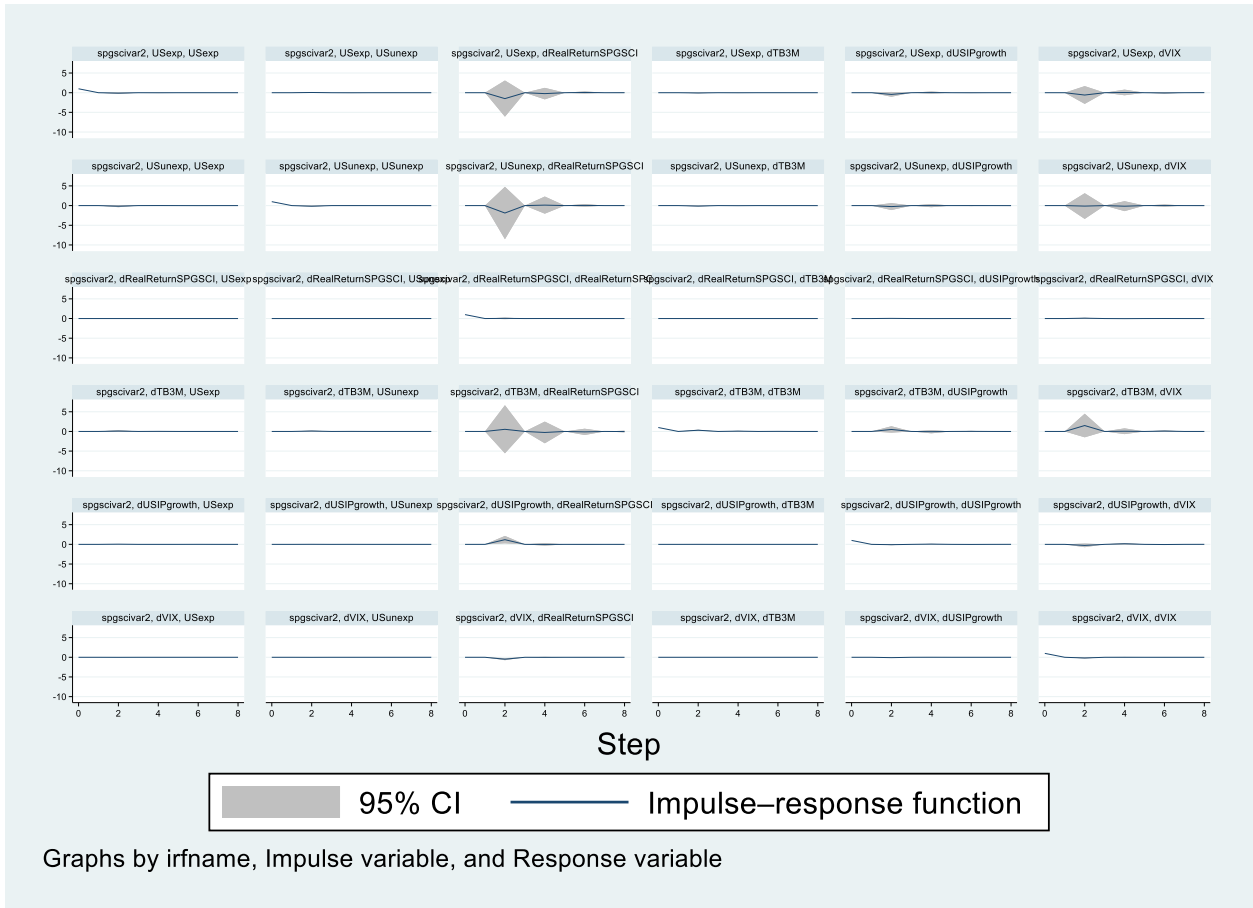 spgscivar2, USexp, USexp spgscivar2, USexp, USunexp spgscivar2, USexp, dRealReturnSPGSCI spgscivar2, USexp, dTB3M spgscivar2, USexp, dUSIPgrowth spgscivar2, USexp, dVIX
5
0
-5
-10
spgscivar2, USunexp, USexp spgscivar2, USunexp, USunexp spgscivar2, USunexp, dRealReturnSPGSCI spgscivar2, USunexp, dTB3M spgscivar2, USunexp, dUSIPgrowth spgscivar2, USunexp, dVIX
5
0
-5
-10
spgscivar2, dRealReturnSPGSCI, USexp spgscivar2, dRealReturnSPGSCI, dRealReturnSPGSCI, dTB3M dRealReturnSPGSCI, dUSIPgrowth spgscivar2, dRealReturnSPGSCI, dVIX
5
0
-5
-10
spgscivar2, dTB3M, USexp spgscivar2, dTB3M, USunexp spgscivar2, dTB3M, dRealReturnSPGSCI spgscivar2, dTB3M, dTB3M spgscivar2, dTB3M, dUSIPgrowth spgscivar2, dTB3M, dVIX
5
0
-5
-10
spgscivar2, dUSIPgrowth, USexp spgscivar2, dUSIPgrowth, USunexp spgscivar2, dUSIPgrowth, dRealReturnSPGSCI spgscivar2, dUSIPgrowth, dTB3M spgscivar2, dUSIPgrowth, dUSIPgrowth spgscivar2, dUSIPgrowth, dVIX
5
0
-5
-10
spgscivar2, dVIX, USexp spgscivar2, dVIX, USunexp spgscivar2, dVIX, dRealReturnSPGSCI spgscivar2, dVIX, dTB3M spgscivar2, dVIX, dUSIPgrowth spgscivar2, dVIX, dVIX
5
0
-5
-10
0 2 4 6 8 0 2 4 6 8 0 2 4 6 8 0 2 4 6 8 0 2 4 6 8 0 2 4 6 8
Step
95% CI Impulse–response function
Graphs by irfname, Impulse variable, and Response variable